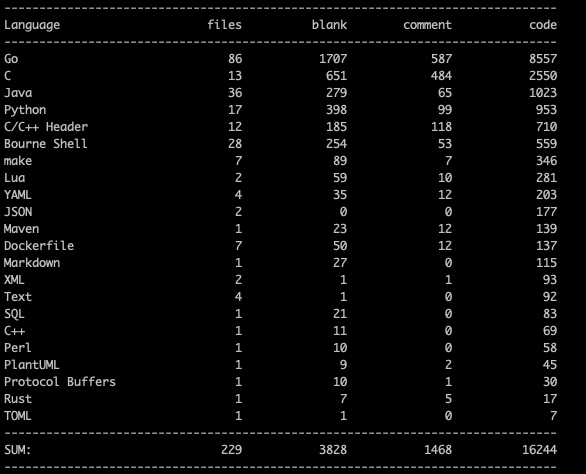 Language files blank comment code
Go 86 1707 587 8557
C 13 651 484 2550
Java 36 279 65 1023
Python 17 398 99 953
C/C++ Header 12 185 118 710
Bourne Shell 28 254 53 559
make 7 89 7 346
Lua 2 59 10 281
YAML 4 35 12 203
JSON 2 0 0 177
Maven 1 23 12 139
Dockerfile 7 50 12 137
Markdown 1 27 0 115
XML 2 1 1 93
Text 4 1 0 92
SQL 1 21 0 83
C++ 1 11 0 69
Perl 1 10 0 58
PlantUML 1 9 2 45
Protocol Buffers 1 10 1 30
Rust 1 7 5 17
TOML 1 1 0 7
SUM: 229 3828 1468 16244